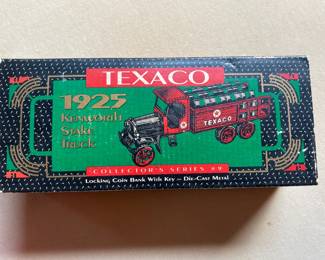 TEXACO
1925
KENWORTH
STAKE
TRUCK
TEXACO
COLLECTOR'S SERIES #9
LOCKING COIN BANK WITH KEY – DIE-CAST METAL